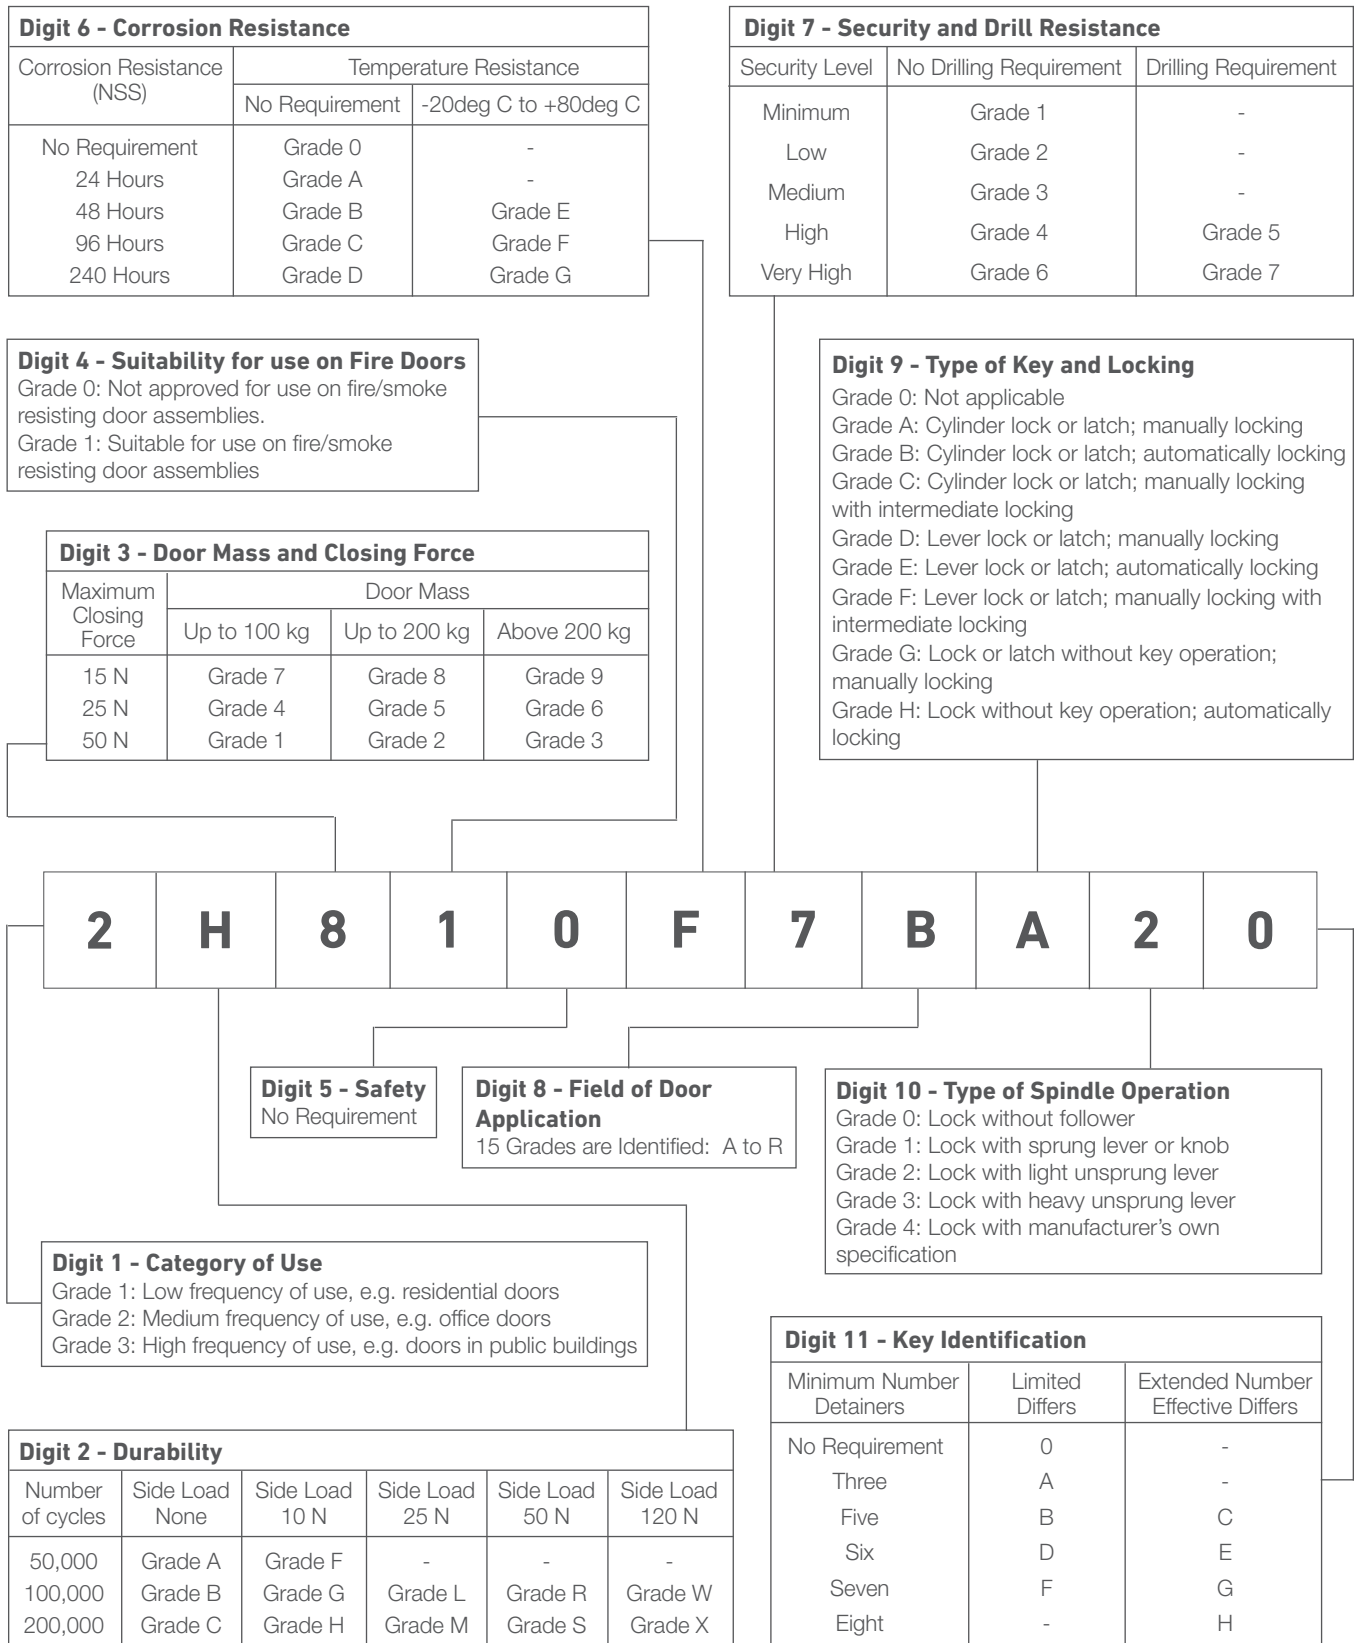 Digit 6 - Corrosion Resistance
Corrosion Resistance (NSS) Temperature Resistance
No Requirement -20deg C to +80deg C
No Requirement Grade 0 -
24 Hours Grade A -
48 Hours Grade B Grade E
96 Hours Grade C Grade F
240 Hours Grade D Grade G
Digit 7 - Security and Drill Resistance
Security Level No Drilling Requirement Drilling Requirement
Minimum Grade 1 -
Low Grade 2 -
Medium Grade 3 -
High Grade 4 Grade 5
Very High Grade 6 Grade 7
Digit 4 - Suitability for use on Fire Doors
Grade 0: Not approved for use on fire/smoke
resisting door assemblies.
Grade 1: Suitable for use on fire/smoke
resisting door assemblies
Digit 9 - Type of Key and Locking
Grade 0: Not applicable
Grade A: Cylinder lock or latch; manually locking
Grade B: Cylinder lock or latch; automatically locking
Grade C: Cylinder lock or latch; manually locking
with intermediate locking
Grade D: Lever lock or latch; manually locking
Grade E: Lever lock or latch; automatically locking
Grade F: Lever lock or latch; manually locking with
intermediate locking
Grade G: Lock or latch without key operation;
manually locking
Grade H: Lock without key operation; automatically
locking
Digit 3 - Door Mass and Closing Force
Maximum Closing Force Door Mass
Up to 100 kg Up to 200 kg Above 200 kg
15 N Grade 7 Grade 8 Grade 9
25 N Grade 4 Grade 5 Grade 6
50 N Grade 1 Grade 2 Grade 3
2 H 8 1 0 F 7 B A 2 0
Digit 5 - Safety
No Requirement
Digit 8 - Field of Door
Application
15 Grades are Identified: A to R
Digit 10 - Type of Spindle Operation
Grade 0: Lock without follower
Grade 1: Lock with sprung lever or knob
Grade 2: Lock with light unsprung lever
Grade 3: Lock with heavy unsprung lever
Grade 4: Lock with manufacturer's own
specification
Digit 1 - Category of Use
Grade 1: Low frequency of use, e.g. residential doors
Grade 2: Medium frequency of use, e.g. office doors
Grade 3: High frequency of use, e.g. doors in public buildings
Digit 11 - Key Identification
Minimum Number Limited Extended Number
Detainers Differs Effective Differs
No Requirement 0 -
Three A -
Five B C
Six D E
Seven F G
Eight - H
Digit 2 - Durability
Number Side Load Side Load Side Load Side Load Side Load
of cycles None 10 N 25 N 50 N 120 N
50,000 Grade A Grade F - - -
100,000 Grade B Grade G Grade L Grade R Grade W
200,000 Grade C Grade H Grade M Grade S Grade X